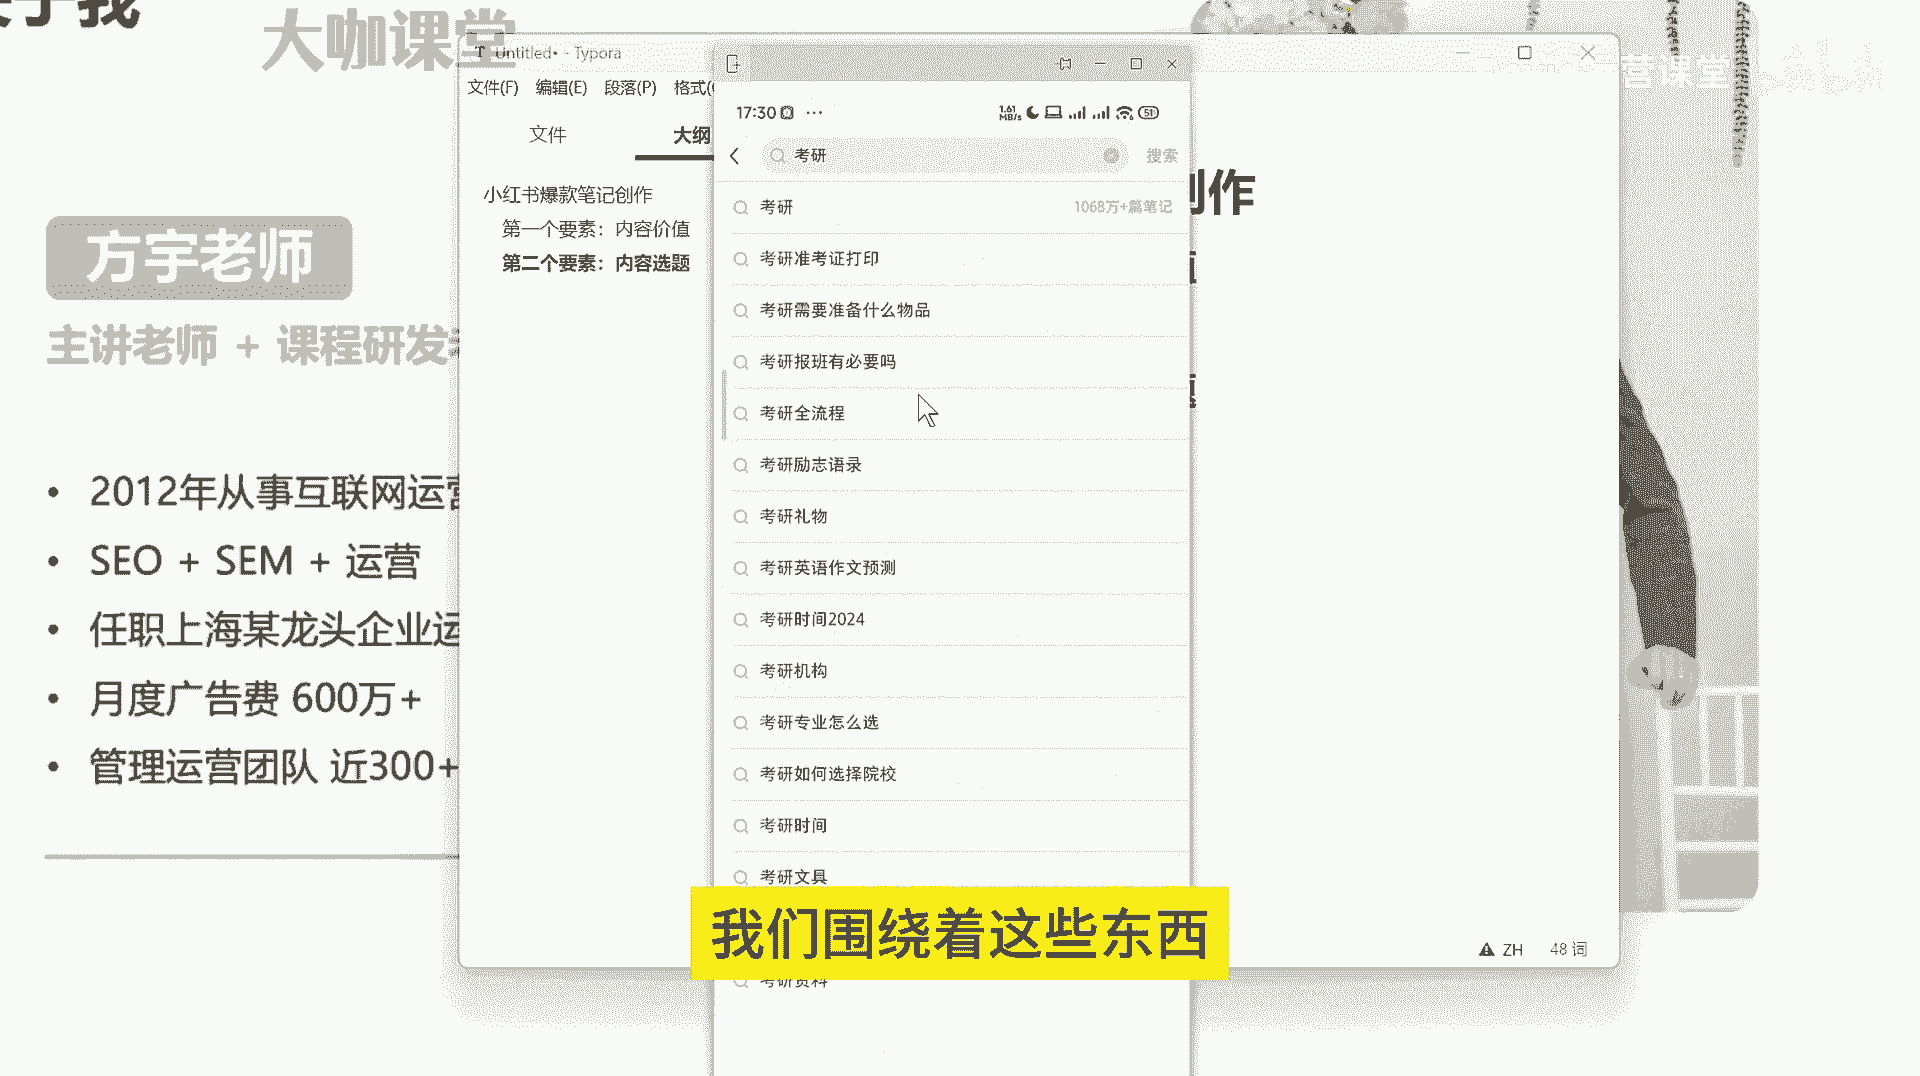 于我
大咖课堂
方宇老师
主讲老师 + 课程研发
• 2012年从事互联网运营
• SEO + SEM + 运营
• 任职上海某龙头企业运
• 月度广告费 600万+
• 管理运营团队 近300+
Untitled• - Typora
文件(F) 编辑(E) 段落(P) 格式(
文件 大纲
小红书爆款笔记创作
第一个要素：内容价值
第二个要素：内容选题
17:30 ···
1.61 MB/s
51
考研 搜索
考研 1068万+篇笔记
考研准考证打印
考研需要准备什么物品
考研报班有必要吗
考研全流程
考研励志语录
考研礼物
考研英语作文预测
考研时间2024
考研机构
考研专业怎么选
考研如何选择院校
考研时间
考研文具
我们围绕着这些东西
考研资料
创作
营课堂
ZH 48 词